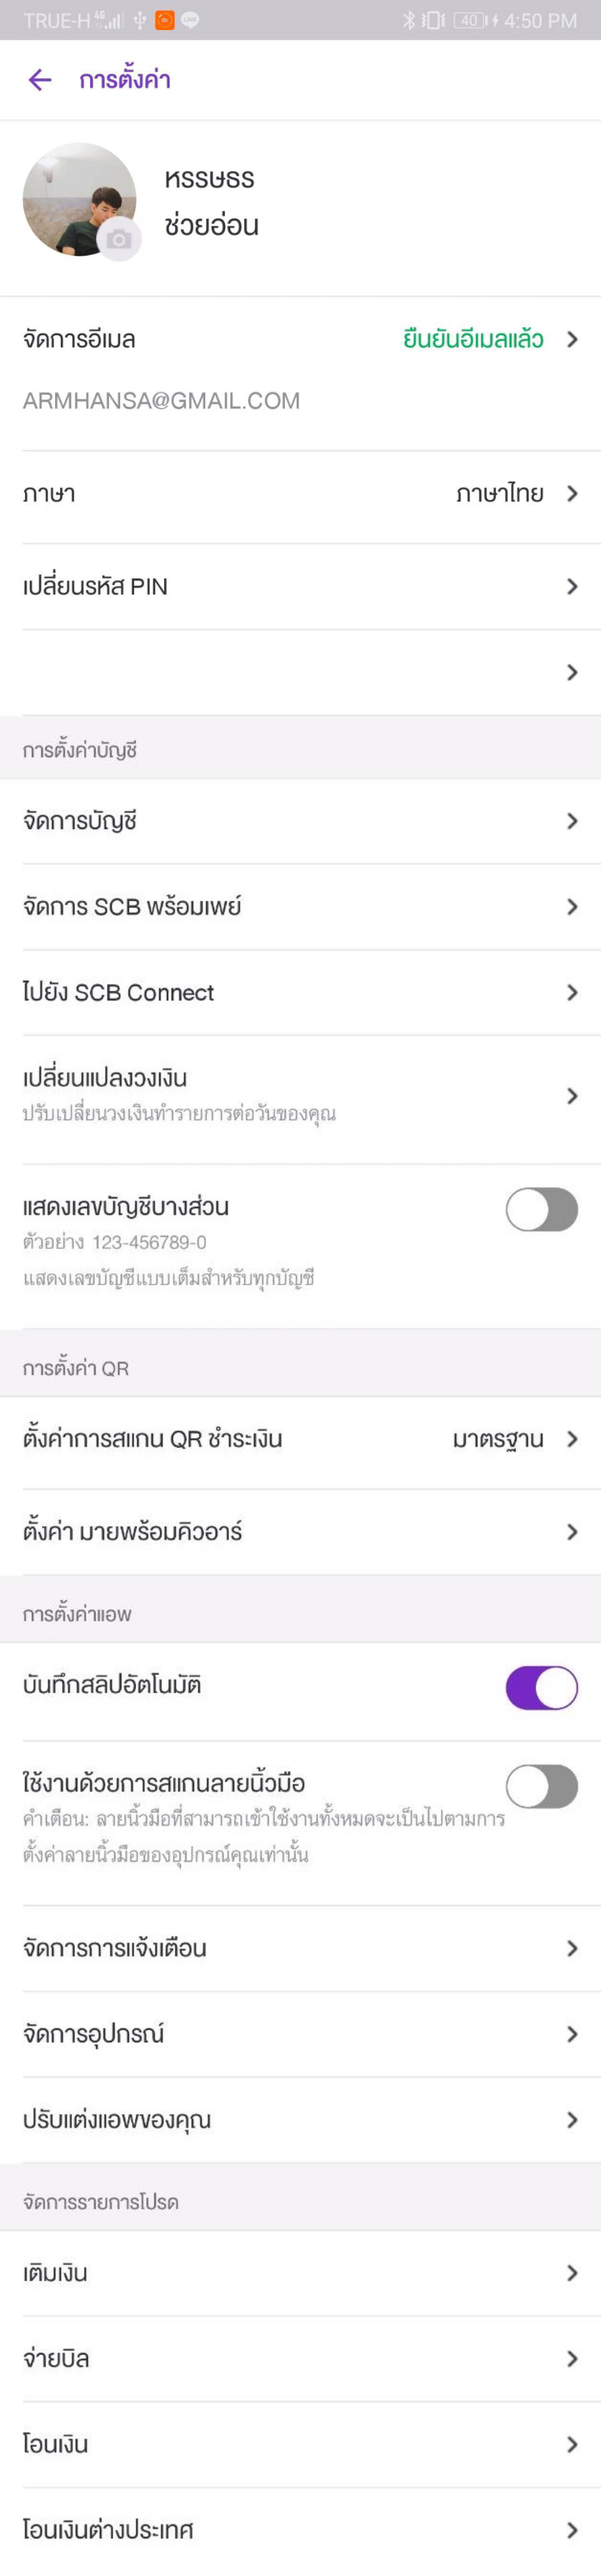 TRUE-H 4G 40 4:50 PM
การตั้งค่า
หรรษธร
ช่วยอ่อน
จัดการอีเมล ยืนยันอีเมลแล้ว
ARMHANSA@GMAIL.COM
ภาษา ภาษาไทย
เปลี่ยนรหัส PIN
การตั้งค่าบัญชี
จัดการบัญชี
จัดการ SCB พร้อมเพย์
ไปยัง SCB Connect
เปลี่ยนแปลงวงเงิน
ปรับเปลี่ยนวงเงินทำรายการต่อวันของคุณ
แสดงเลขบัญชีบางส่วน
ตัวอย่าง 123-456789-0
แสดงเลขบัญชีแบบเต็มสำหรับทุกบัญชี
การตั้งค่า QR
ตั้งค่าการสแกน QR ชำระเงิน มาตรฐาน
ตั้งค่า มายพร้อมคิวอาร์
การตั้งค่าแอพ
บันทึกสลิปอัตโนมัติ
ใช้งานด้วยการสแกนลายนิ้วมือ
คำเตือน: ลายนิ้วมือที่สามารถเข้าใช้งานทั้งหมดจะเป็นไปตามการ
ตั้งค่าลายนิ้วมือของอุปกรณ์คุณเท่านั้น
จัดการการแจ้งเตือน
จัดการอุปกรณ์
ปรับแต่งแอพของคุณ
จัดการรายการโปรด
เติมเงิน
จ่ายบิล
โอนเงิน
โอนเงินต่างประเทศ